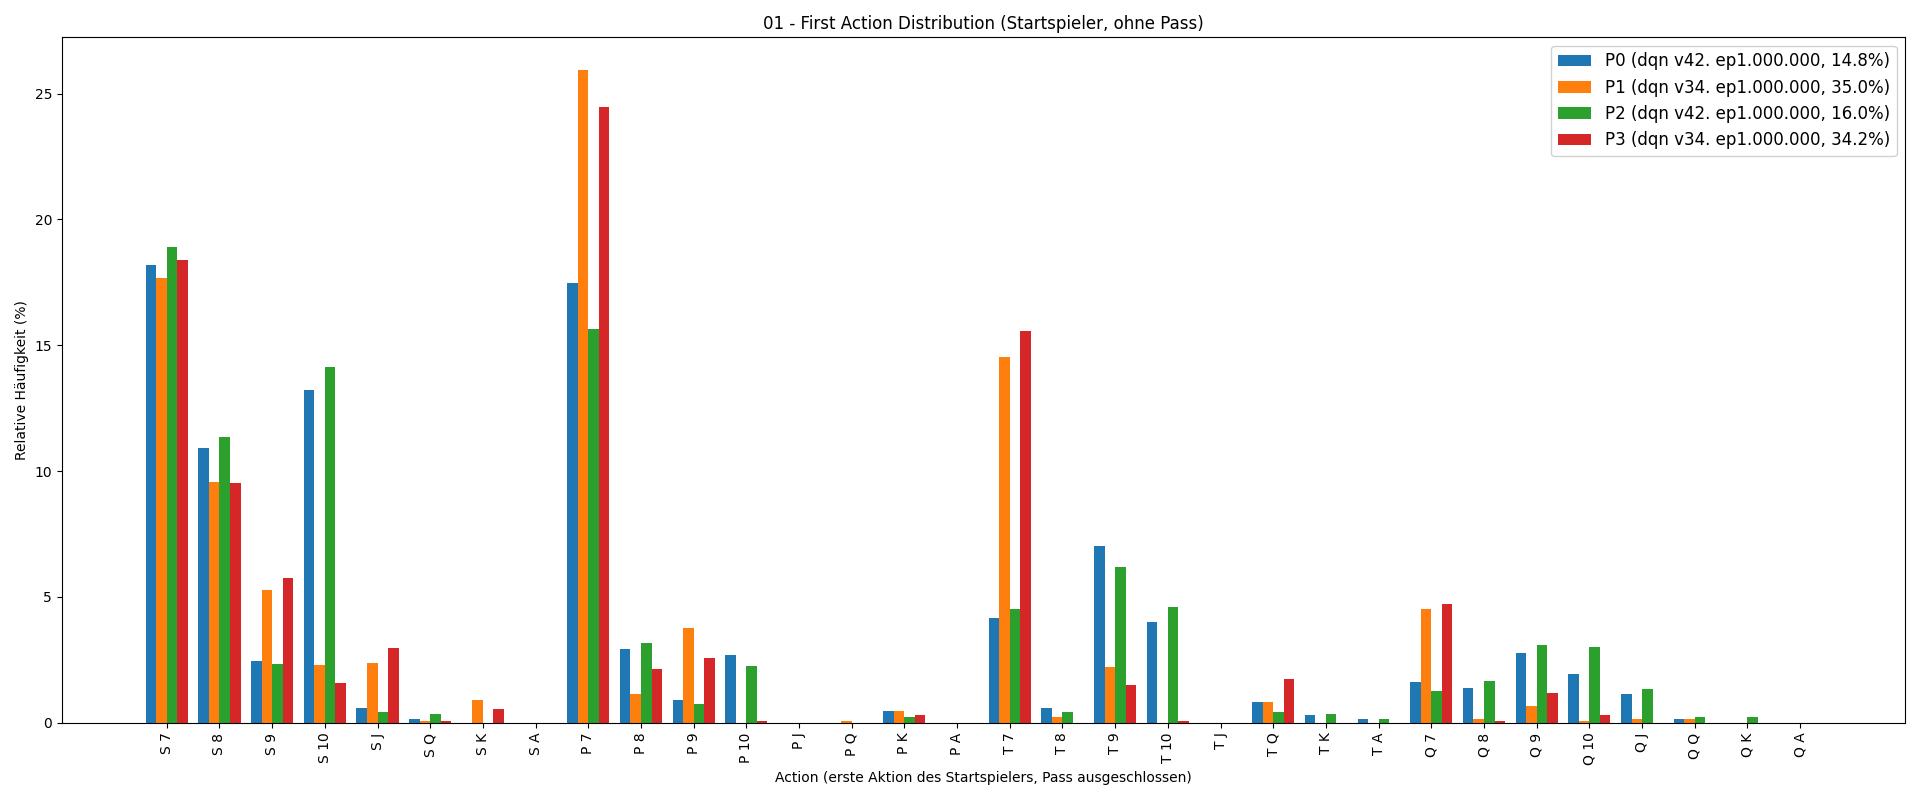 01 - First Action Distribution (Startspieler, ohne Pass)
P0 (dqn v42. ep1.000.000, 14.8%)
P1 (dqn v34. ep1.000.000, 35.0%)
P2 (dqn v42. ep1.000.000, 16.0%)
P3 (dqn v34. ep1.000.000, 34.2%)
Relative Häufigkeit (%)
25
20
15
10
5
0
S 7
S 8
S 9
S 10
S J
S Q
S K
S A
P 7
P 8
P 9
P 10
P J
P Q
P K
P A
T 7
T 8
T 9
T 10
T J
T Q
T K
T A
Q 7
Q 8
Q 9
Q 10
Q J
Q Q
Q K
Q A
Action (erste Aktion des Startspielers, Pass ausgeschlossen)